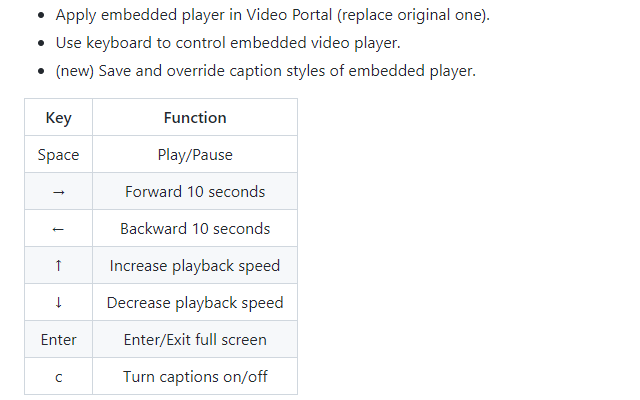 • Apply embedded player in Video Portal (replace original one).
• Use keyboard to control embedded video player.
• (new) Save and override caption styles of embedded player.
Key Function
Space Play/Pause
→ Forward 10 seconds
← Backward 10 seconds
↑ Increase playback speed
↓ Decrease playback speed
Enter Enter/Exit full screen
c Turn captions on/off